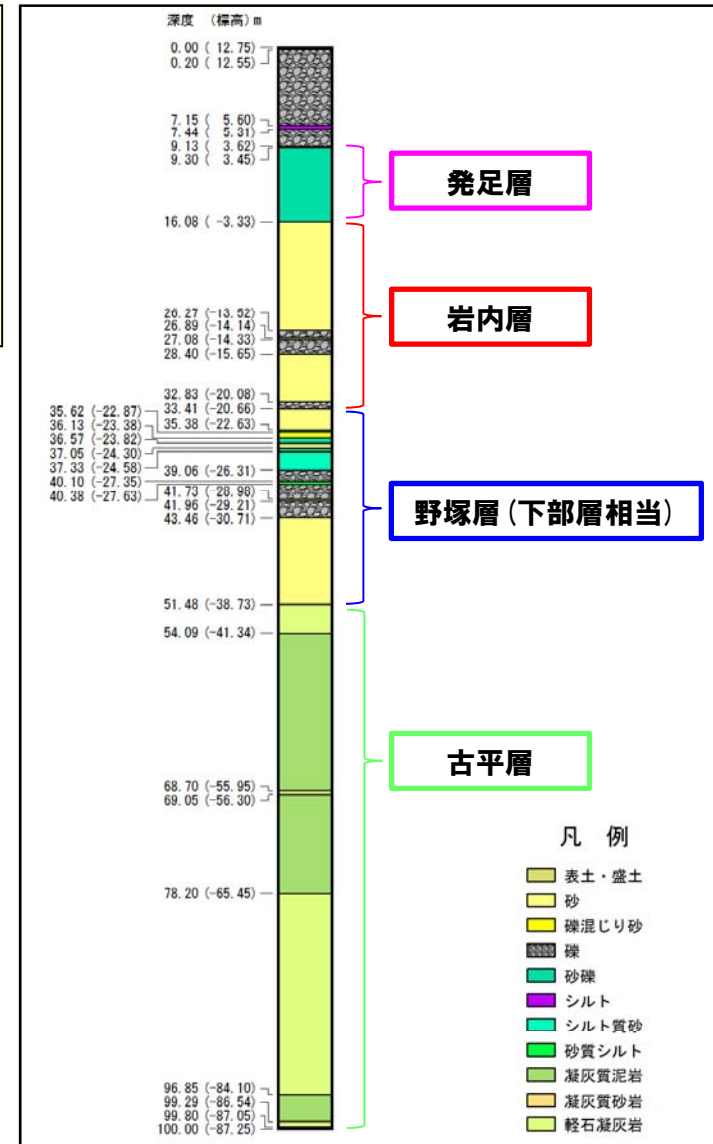 深度 (標高) m
0.00 ( 12.75)
0.20 ( 12.55)
7.15 ( 5.60)
7.44 ( 5.31)
9.13 ( 3.62)
9.30 ( 3.45)
16.08 ( -3.33)
26.27 (-13.52)
26.89 (-14.14)
27.08 (-14.33)
28.40 (-15.65)
32.83 (-20.08)
33.41 (-20.66)
35.38 (-22.63)
35.62 (-22.87)
36.13 (-23.38)
36.57 (-23.82)
37.05 (-24.30)
37.33 (-24.58)
39.06 (-26.31)
40.10 (-27.35)
40.38 (-27.63)
41.73 (-28.98)
41.96 (-29.21)
43.46 (-30.71)
51.48 (-38.73)
54.09 (-41.34)
68.70 (-55.95)
69.05 (-56.30)
78.20 (-65.45)
96.85 (-84.10)
99.29 (-86.54)
99.80 (-87.05)
100.00 (-87.25)
発足層
岩内層
野塚層(下部層相当)
古平層
凡 例
表土・盛土
砂
礫混じり砂
礫
砂礫
シルト
シルト質砂
砂質シルト
凝灰質泥岩
凝灰質砂岩
軽石凝灰岩